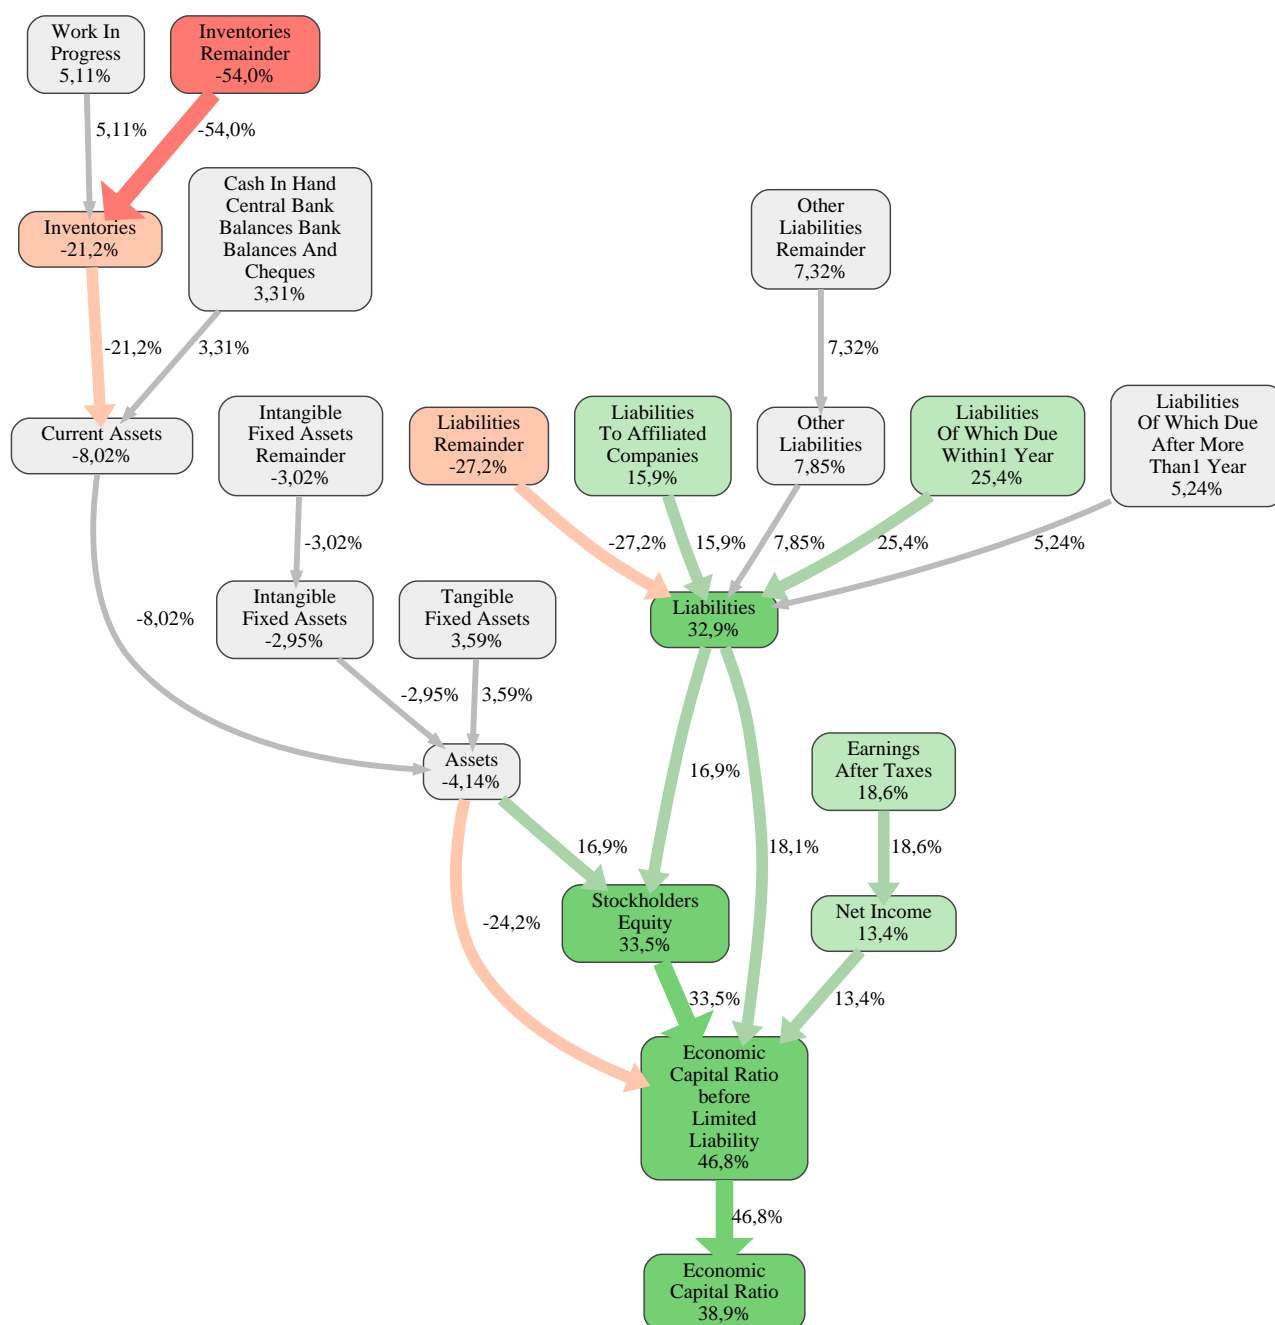 Work In
Progress
5,11%
Inventories
Remainder
-54,0%
5,11%
-54,0%
Cash In Hand
Central Bank
Balances Bank
Balances And
Cheques
3,31%
Other
Liabilities
Remainder
7,32%
Inventories
-21,2%
-21,2%
3,31%
7,32%
Current Assets
-8,02%
Intangible
Fixed Assets
Remainder
-3,02%
Liabilities
Remainder
-27,2%
Liabilities
To Affiliated
Companies
15,9%
Other
Liabilities
7,85%
Liabilities
Of Which Due
Within1 Year
25,4%
Liabilities
Of Which Due
After More
Than1 Year
5,24%
-3,02%
-27,2%
15,9%
7,85%
25,4%
5,24%
-8,02%
Intangible
Fixed Assets
-2,95%
Tangible
Fixed Assets
3,59%
Liabilities
32,9%
-2,95%
3,59%
Assets
-4,14%
16,9%
Earnings
After Taxes
18,6%
16,9%
18,1%
18,6%
Stockholders
Equity
33,5%
Net Income
13,4%
-24,2%
33,5%
13,4%
Economic
Capital Ratio
before
Limited
Liability
46,8%
46,8%
Economic
Capital Ratio
38,9%